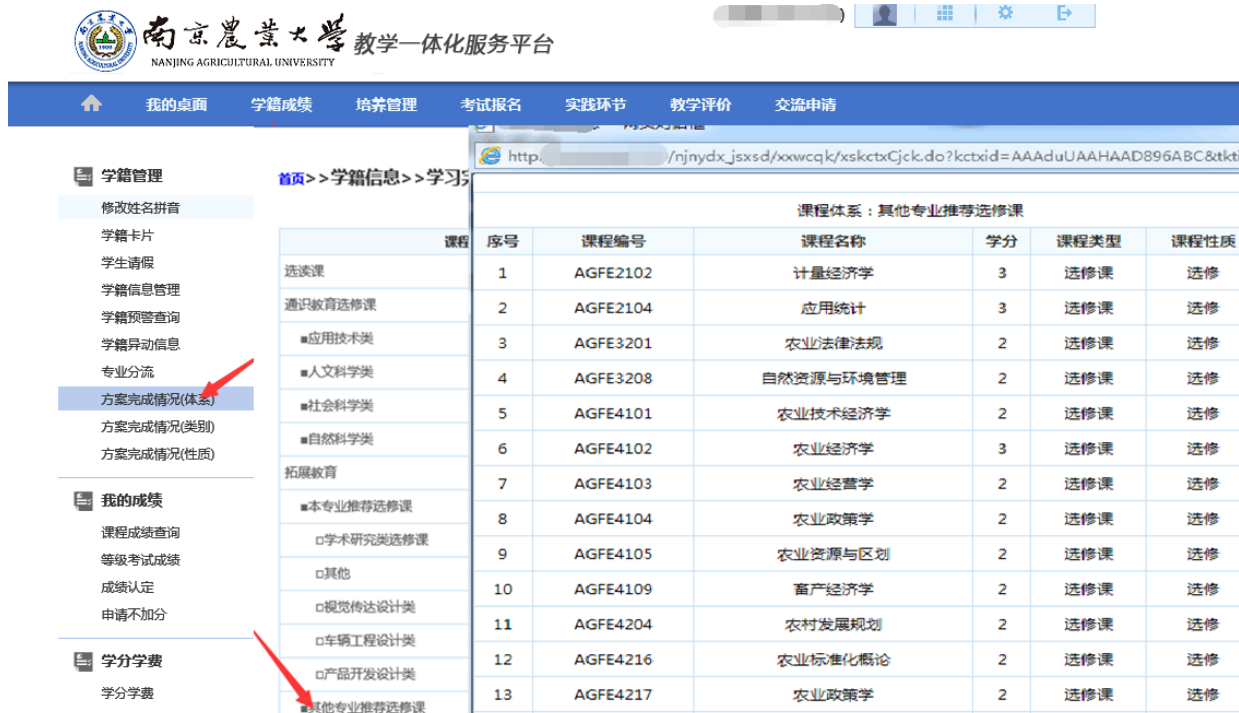 南京農業大學 教学一体化服务平台
NANJING AGRICULTURAL UNIVERSITY
我的桌面 学籍成绩 培养管理 考试报名 实践环节 教学评价 交流申请
学籍管理
修改姓名拼音
学籍卡片
学生请假
学籍信息管理
学籍预警查询
学籍异动信息
专业分流
方案完成情况(体系)
方案完成情况(类别)
方案完成情况(性质)
我的成绩
课程成绩查询
等级考试成绩
成绩认定
申请不加分
学分学费
学分学费
首页>>学籍信息>>学习
课程
选读课
通识教育选修课
■应用技术类
■人文科学类
■社会科学类
■自然科学类
拓展教育
■本专业推荐选修课
□学术研究类选修课
□其他
□视觉传达设计类
□车辆工程设计类
□产品开发设计类
■其他专业推荐选修课
http: /njnydx_jsxsd/xxwcqk/xskctxCjck.do?kctxid=AAAduUAAHAAD896ABC&tkti
课程体系：其他专业推荐选修课
序号 课程编号 课程名称 学分 课程类型 课程性质
1 AGFE2102 计量经济学 3 选修课 选修
2 AGFE2104 应用统计 3 选修课 选修
3 AGFE3201 农业法律法规 2 选修课 选修
4 AGFE3208 自然资源与环境管理 2 选修课 选修
5 AGFE4101 农业技术经济学 2 选修课 选修
6 AGFE4102 农业经济学 3 选修课 选修
7 AGFE4103 农业经营学 2 选修课 选修
8 AGFE4104 农业政策学 2 选修课 选修
9 AGFE4105 农业资源与区划 2 选修课 选修
10 AGFE4109 畜产经济学 2 选修课 选修
11 AGFE4204 农村发展规划 2 选修课 选修
12 AGFE4216 农业标准化概论 2 选修课 选修
13 AGFE4217 农业政策学 2 选修课 选修